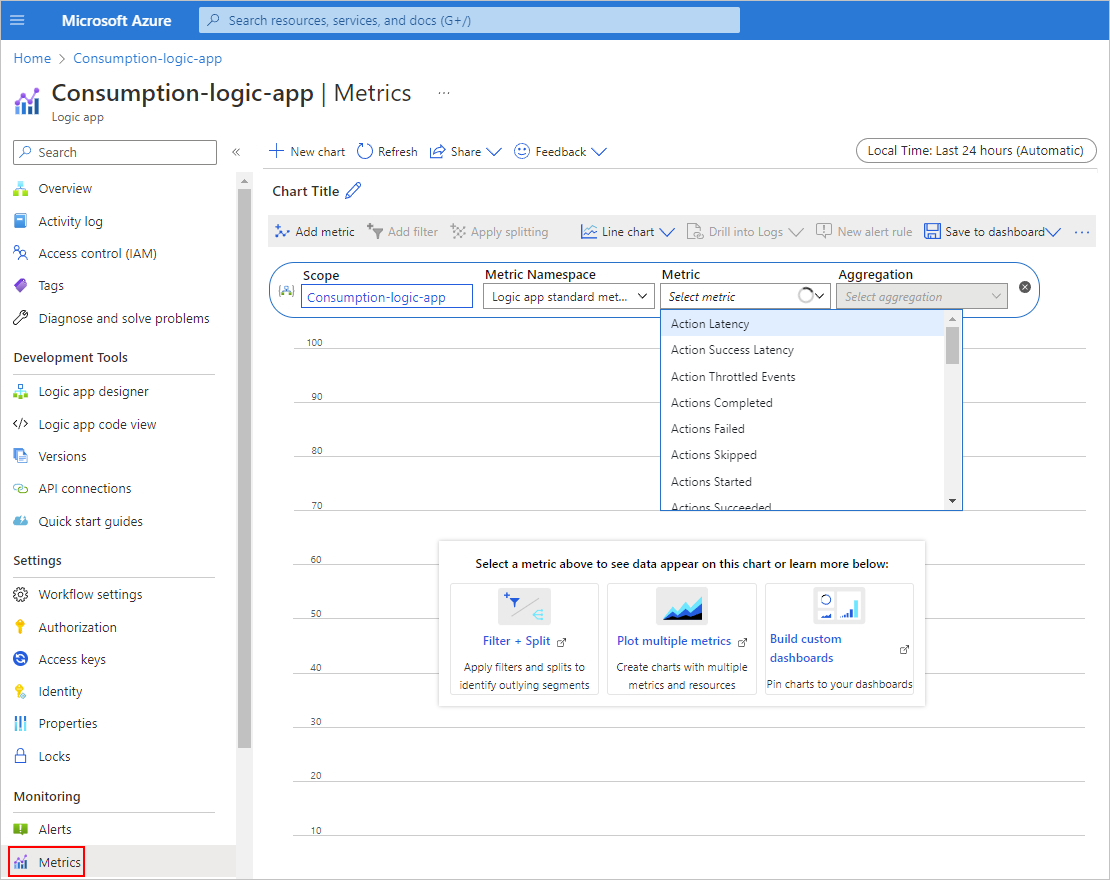 Microsoft Azure
Search resources, services, and docs (G+/)
Home > Consumption-logic-app
Consumption-logic-app | Metrics ...
Logic app
Search
«
Overview
Activity log
Access control (IAM)
Tags
Diagnose and solve problems
Development Tools
Logic app designer
Logic app code view
Versions
API connections
Quick start guides
Settings
Workflow settings
Authorization
Access keys
Identity
Properties
Locks
Monitoring
Alerts
Metrics
New chart Refresh Share Feedback
Local Time: Last 24 hours (Automatic)
Chart Title
Add metric Add filter Apply splitting Line chart Drill into Logs New alert rule Save to dashboard ...
Scope Metric Namespace Metric Aggregation
Consumption-logic-app Logic app standard met... Select metric Select aggregation
Action Latency
Action Success Latency
Action Throttled Events
Actions Completed
Actions Failed
Actions Skipped
Actions Started
Actions Succeeded
100
90
80
70
60
50
40
30
20
10
Select a metric above to see data appear on this chart or learn more below:
Filter + Split
Apply filters and splits to
identify outlying segments
Plot multiple metrics
Create charts with multiple
metrics and resources
Build custom
dashboards
Pin charts to your dashboards